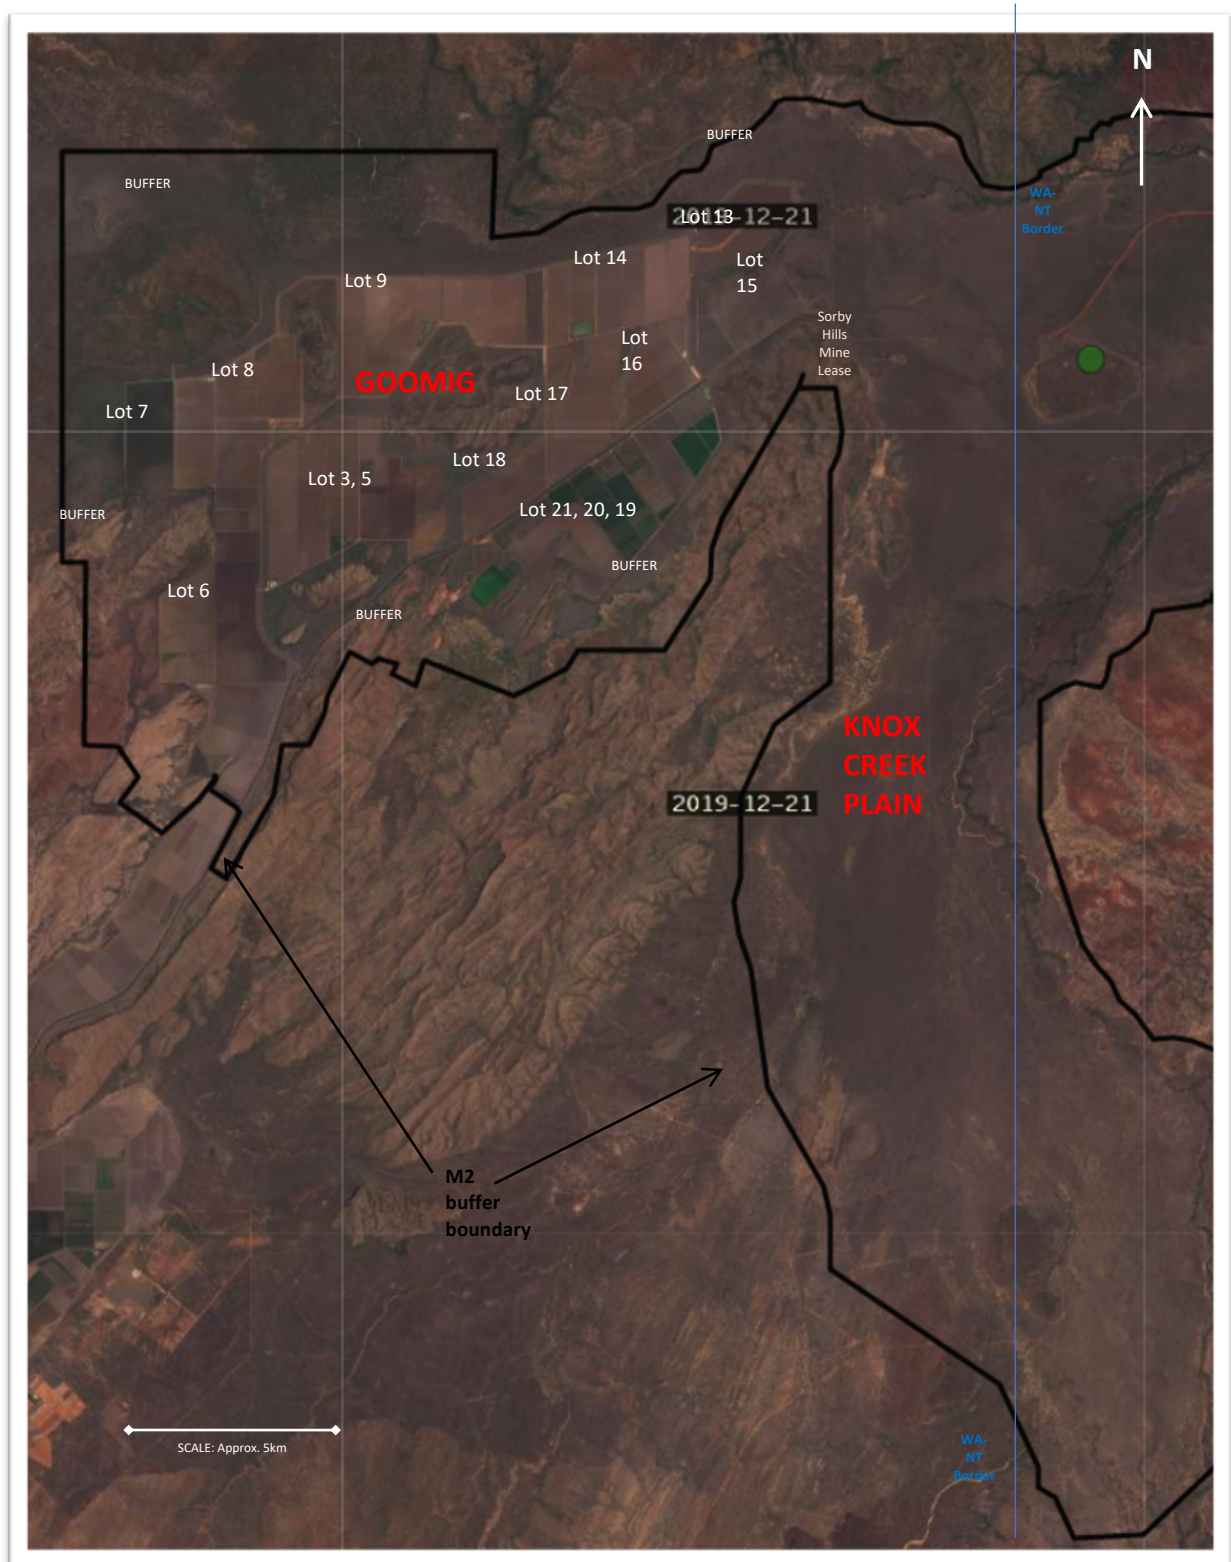 N
BUFFER
BUFFER
WA-
NT
Border
2019-12-21
Lot 13
Lot 14
Lot
15
Lot 9
Sorby
Hills
Mine
Lease
Lot
16
Lot 8
GOOMIG
Lot 17
Lot 7
Lot 18
Lot 3, 5
Lot 21, 20, 19
BUFFER
BUFFER
Lot 6
BUFFER
KNOX
CREEK
PLAIN
2019-12-21
M2
buffer
boundary
SCALE: Approx. 5km
WA-
NT
Border